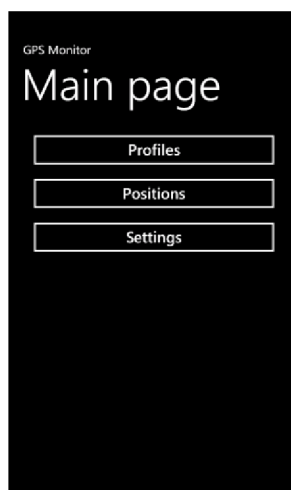 GPS Monitor
Main page
Profiles
Positions
Settings